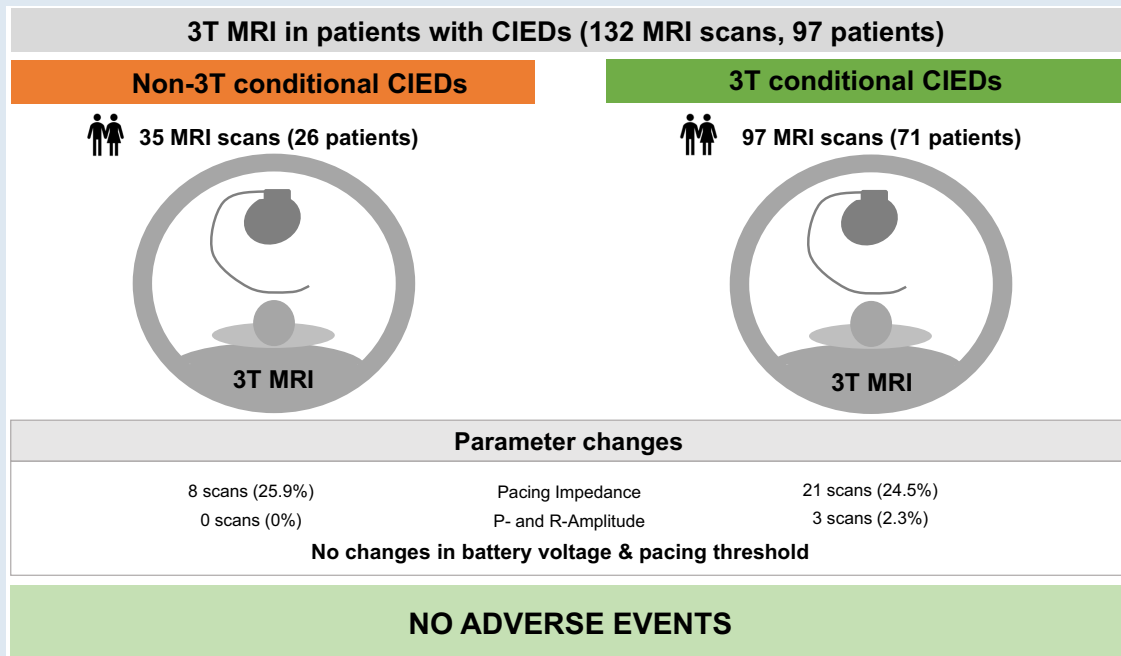 3T MRI in patients with CIEDs (132 MRI scans, 97 patients)
Non-3T conditional CIEDs
3T conditional CIEDs
35 MRI scans (26 patients)
97 MRI scans (71 patients)
3T MRI
3T MRI
Parameter changes
8 scans (25.9%) Pacing Impedance 21 scans (24.5%)
0 scans (0%) P- and R-Amplitude 3 scans (2.3%)
No changes in battery voltage & pacing threshold
NO ADVERSE EVENTS